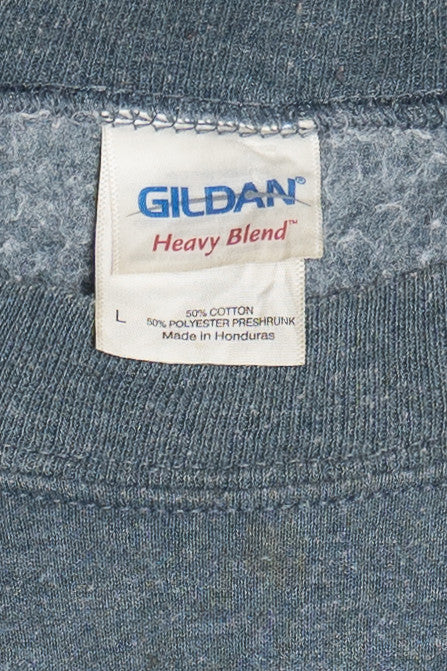 GILDAN®
Heavy Blend™
L
50% COTTON
50% POLYESTER PRESHRUNK
Made in Honduras